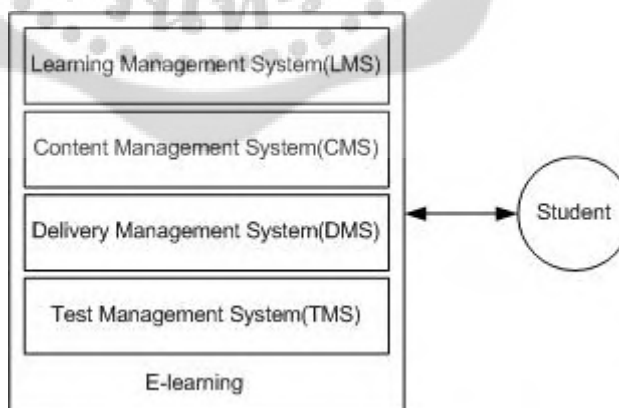 Learning Management System(LMS)
Content Management System(CMS)
Delivery Management System(DMS)
Student
Test Management System(TMS)
E-learning